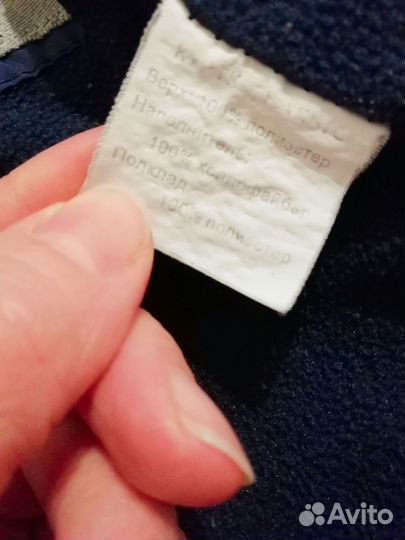 Верх: 100% полиэстер
Наполнитель:
100% холлофайбер
Подклад:
100% полиэстер
Avito